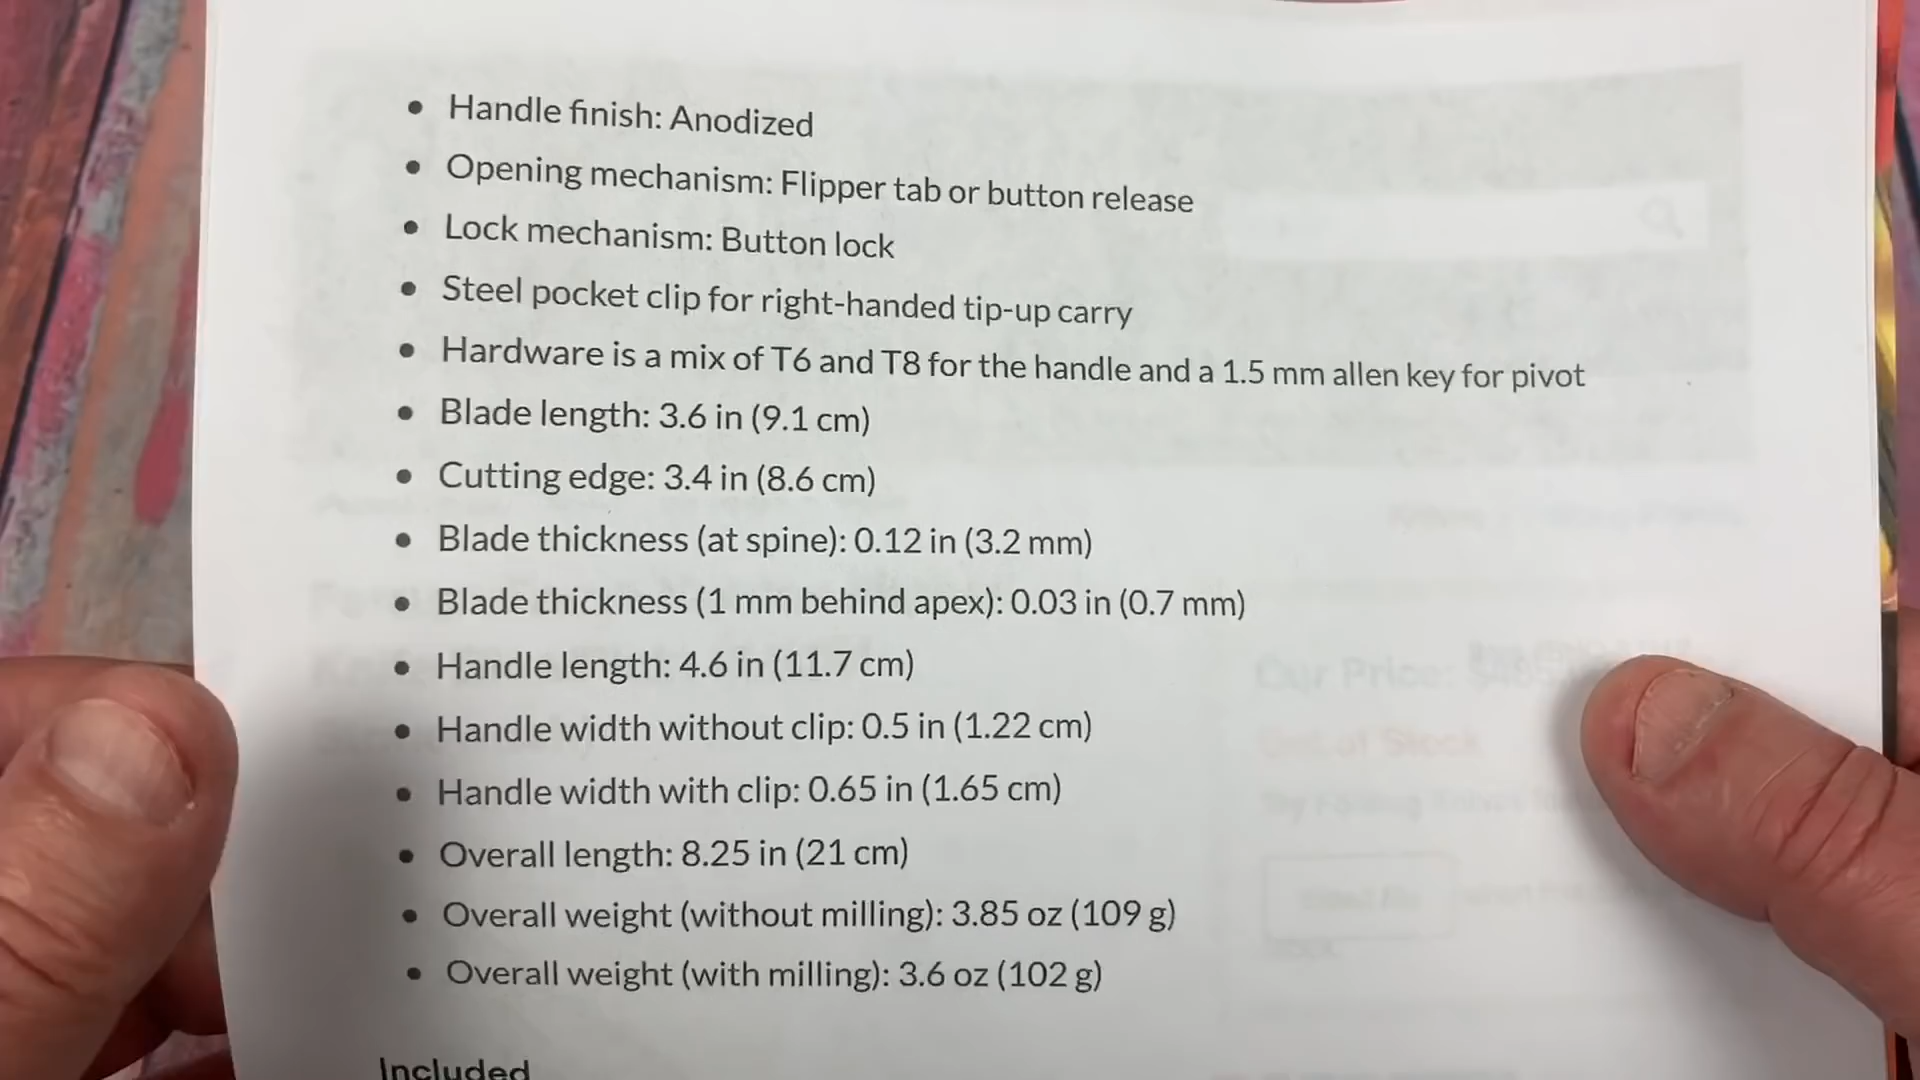 Handle finish: Anodized
Opening mechanism: Flipper tab or button release
Lock mechanism: Button lock
Steel pocket clip for right-handed tip-up carry
Hardware is a mix of T6 and T8 for the handle and a 1.5 mm allen key for pivot
Blade length: 3.6 in (9.1 cm)
Cutting edge: 3.4 in (8.6 cm)
Blade thickness (at spine): 0.12 in (3.2 mm)
Blade thickness (1 mm behind apex): 0.03 in (0.7 mm)
Handle length: 4.6 in (11.7 cm)
Our Price:
Handle width without clip: 0.5 in (1.22 cm)
Out of Stock
Handle width with clip: 0.65 in (1.65 cm)
Overall length: 8.25 in (21 cm)
Overall weight (without milling): 3.85 oz (109 g)
Overall weight (with milling): 3.6 oz (102 g)
Included